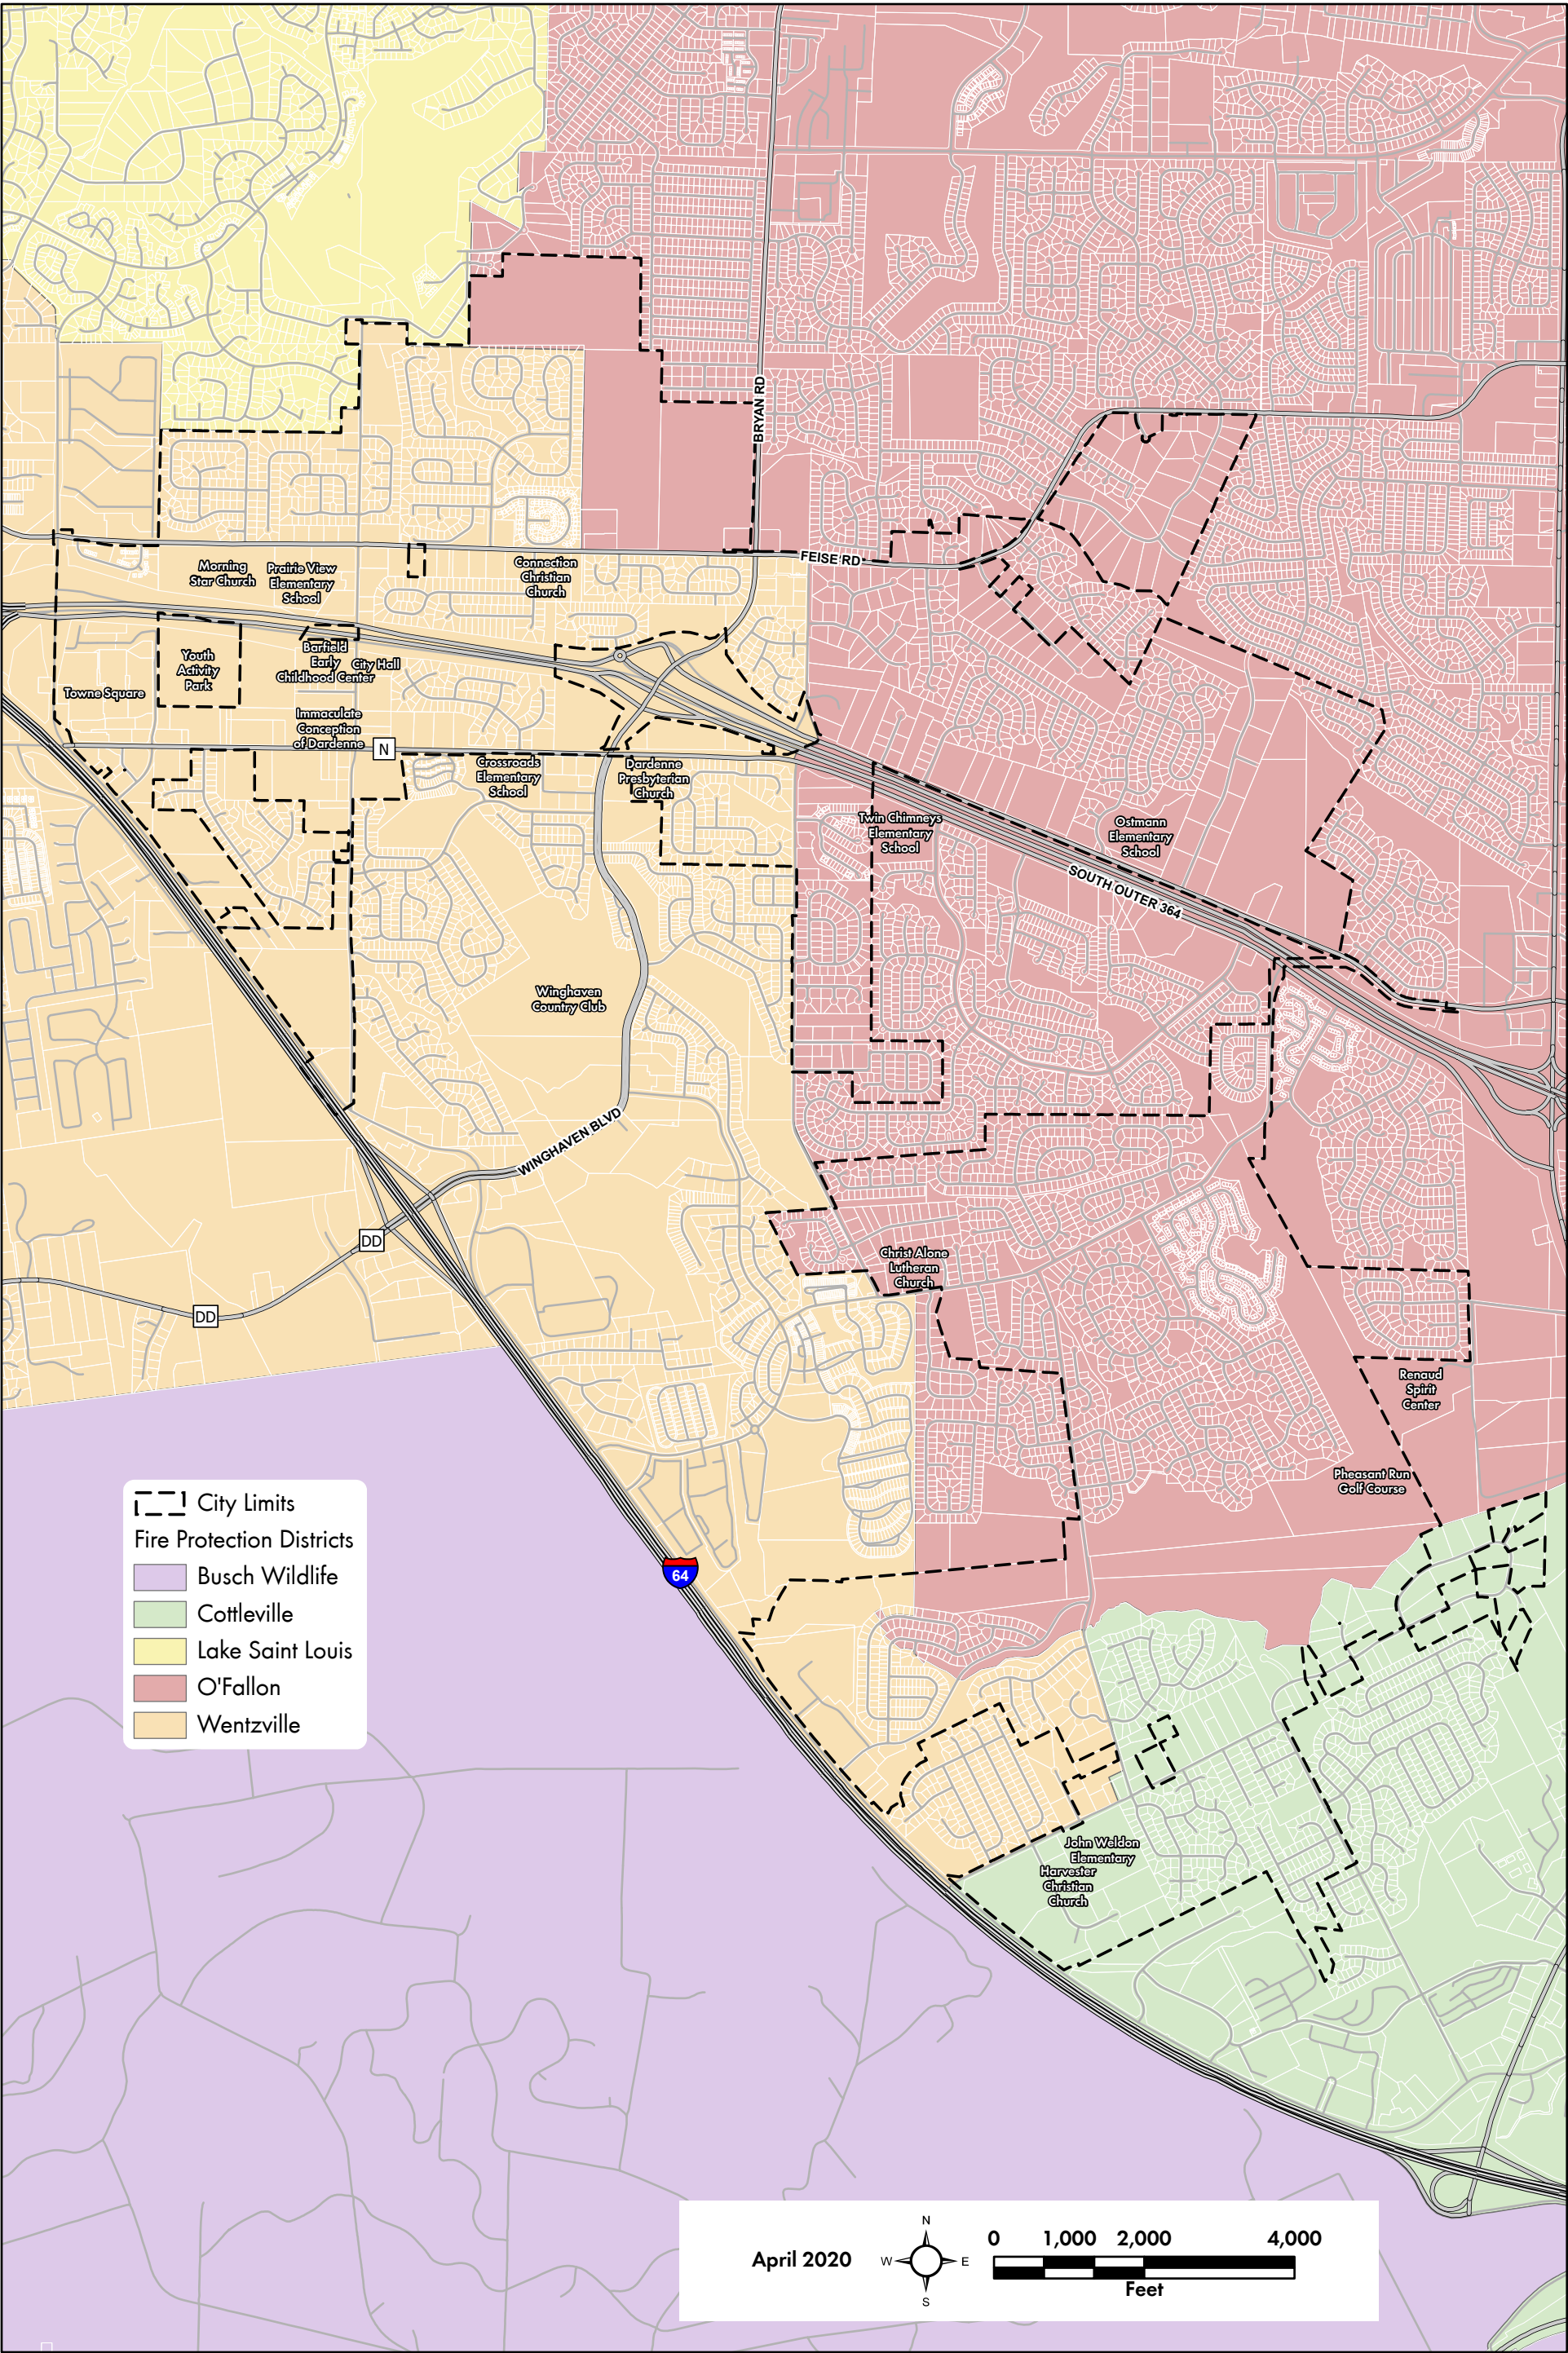 BRYAN RD
FEISE RD
Morning
Star Church
Prairie View
Elementary
School
Connection
Christian
Church
Youth
Activity
Park
Barfield
Early
Childhood Center
City Hall
Towne Square
Immaculate
Conception
of Dardenne
N
Crossroads
Elementary
School
Dardenne
Presbyterian
Church
Twin Chimneys
Elementary
School
Ostmann
Elementary
School
SOUTH OUTER 364
Winghaven
Country Club
WINGHAVEN BLVD
DD
DD
Christ Alone
Lutheran
Church
Renaud
Spirit
Center
Pheasant Run
Golf Course
64
City Limits
Fire Protection Districts
Busch Wildlife
Cottleville
Lake Saint Louis
O'Fallon
Wentzville
John Weldon
Elementary
Harvester
Christian
Church
April 2020
N
W
E
S
0 1,000 2,000 4,000
Feet